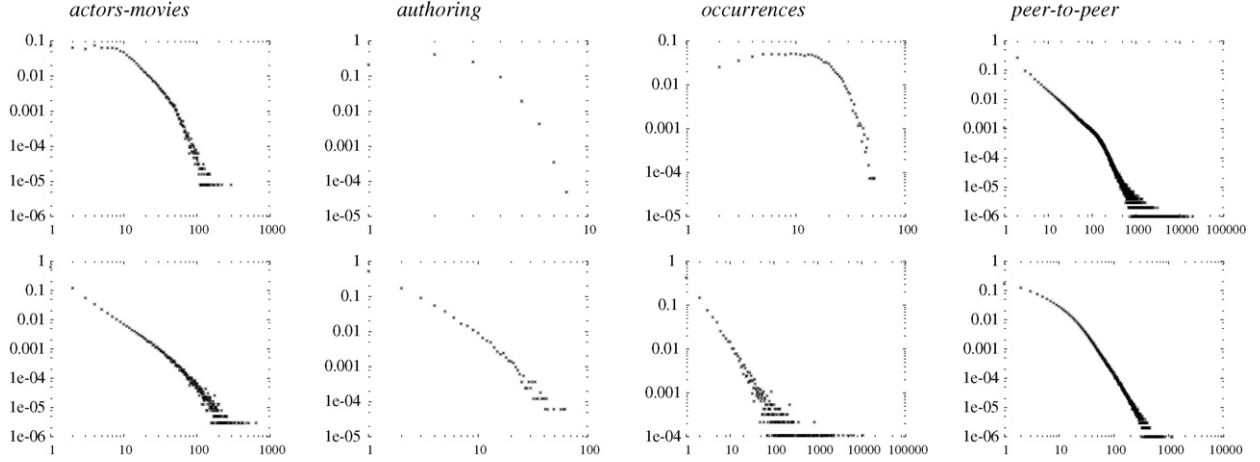 actors-movies authoring occurrences peer-to-peer
0.1 1 0.1 1
0.01 0.1 0.01 0.1
0.001 0.01 0.001 0.01
1e-04 0.001 1e-04 0.001
1e-05 1e-04 1e-05 1e-04
1e-06 1e-05 1e-05
1e-06
1 10 100 1000 1 10 1 10 100 1 10 100 1000 10000 100000
1 1 1 1
0.1 0.1 0.1 0.1
0.01 0.01 0.01 0.01
0.001 0.001 0.001 0.001
1e-04 1e-04 1e-04 1e-04
1e-05 1e-05 1e-05
1e-06 1e-06
1 10 100 1000 1 10 100 1 10 100 1000 10000 100000 1 10 100 1000 10000 100000